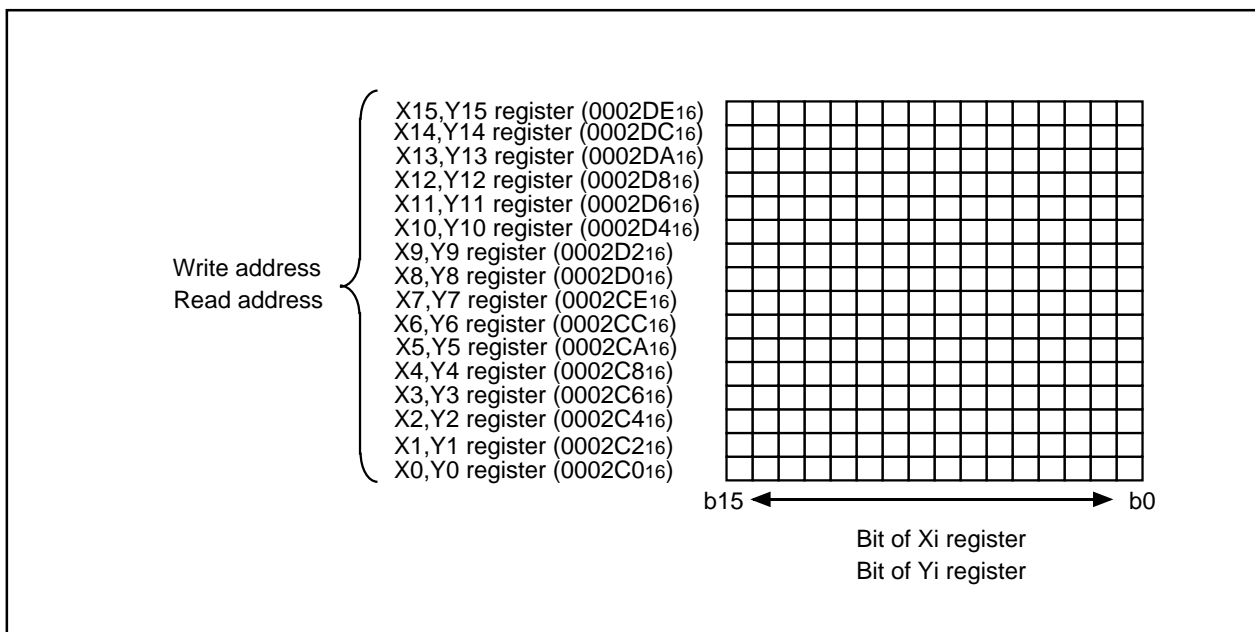 X15,Y15 register (0002DE16)
X14,Y14 register (0002DC16)
X13,Y13 register (0002DA16)
X12,Y12 register (0002D816)
X11,Y11 register (0002D616)
X10,Y10 register (0002D416)
X9,Y9 register (0002D216)
X8,Y8 register (0002D016)
X7,Y7 register (0002CE16)
X6,Y6 register (0002CC16)
X5,Y5 register (0002CA16)
X4,Y4 register (0002C816)
X3,Y3 register (0002C616)
X2,Y2 register (0002C416)
X1,Y1 register (0002C216)
X0,Y0 register (0002C016)
Write address
Read address
b15 b0
Bit of Xi register
Bit of Yi register